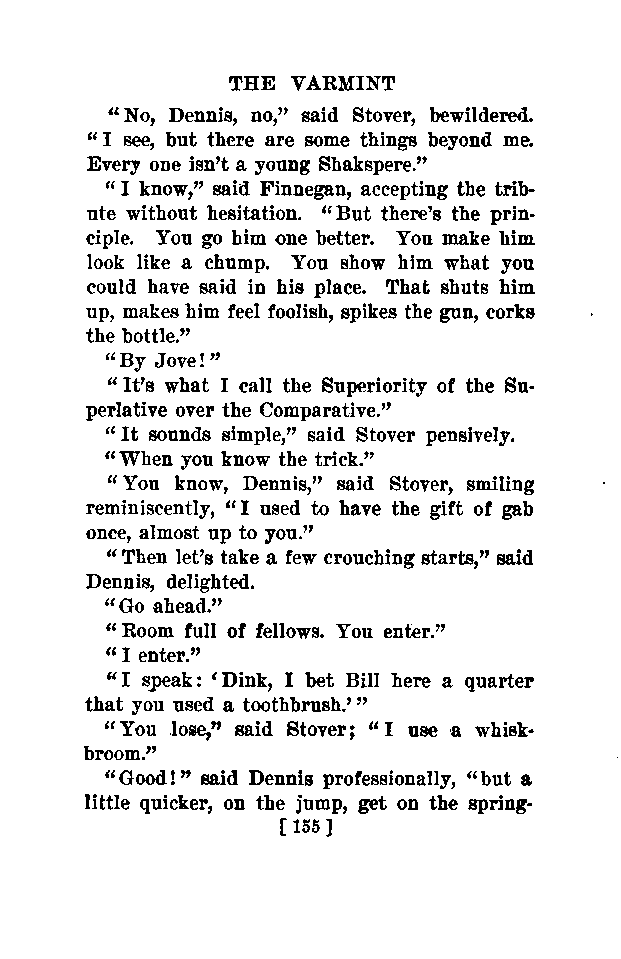 THE VARMINT
“No, Dennis, no,” said Stover, bewildered.
“I see, but there are some things beyond me.
Every one isn’t a young Shakspere.”
“I know,” said Finnegan, accepting the trib-
ute without hesitation. “But there’s the prin-
ciple. You go him one better. You make him
look like a chump. You show him what you
could have said in his place. That shuts him
up, makes him feel foolish, spikes the gun, corks
the bottle.”
“By Jove!”
“It’s what I call the Superiority of the Su-
perlative over the Comparative.”
“It sounds simple,” said Stover pensively.
“When you know the trick.”
“You know, Dennis,” said Stover, smiling
reminiscently, “I used to have the gift of gab
once, almost up to you.”
“Then let’s take a few crouching starts,” said
Dennis, delighted.
“Go ahead.”
“Room full of fellows. You enter.”
“I enter.”
“I speak: ‘Dink, I bet Bill here a quarter
that you used a toothbrush.’”
“You lose,” said Stover; “I use a whisk-
broom.”
“Good!” said Dennis professionally, “but a
little quicker, on the jump, get on the spring-
[ 155 ]